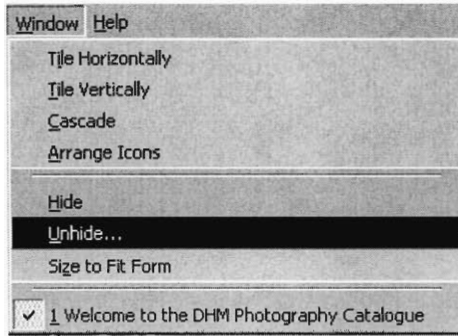 Window Help
Tile Horizontally
Tile Vertically
Cascade
Arrange Icons
Hide
Unhide...
Size to Fit Form
1 Welcome to the DHM Photography Catalogue